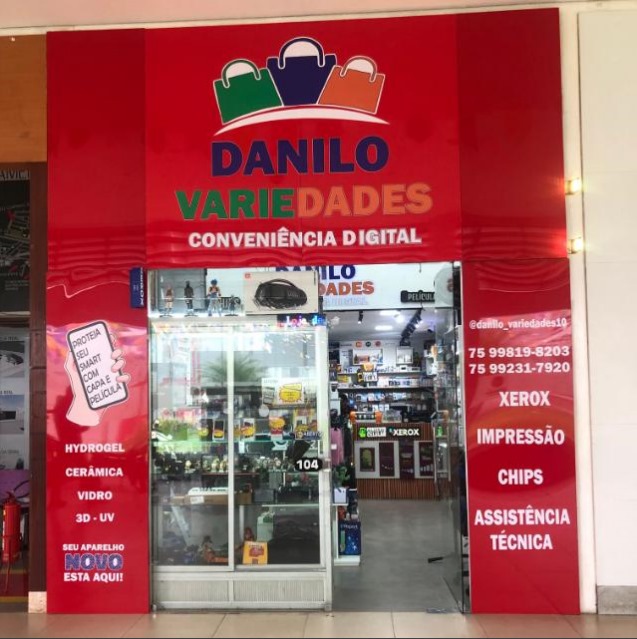 DANILO
VARIEDADES
CONVENIÊNCIA DIGITAL
DADES
PELÍCULA
PROTEJA
SEU
SMART
COM
CAPA E
PELÍCULA
HYDROGEL
CERÂMICA
VIDRO
3D - UV
SEU APARELHO
NOVO
ESTA AQUI!
104
XEROX
@danilo_variedades10
75 99819-8203
75 99231-7920
XEROX
IMPRESSÃO
CHIPS
ASSISTÊNCIA
TÉCNICA